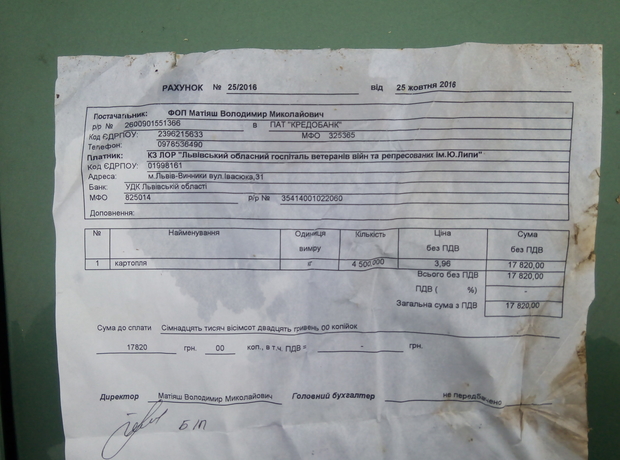 РАХУНОК № 25/2016 від 25 жовтня 2016
Постачальник: ФОП Матіяш Володимир Миколайович
р/р № 2600901551366 в ПАТ "КРЕДОБАНК"
Код ЄДРПОУ: 2396215633 МФО 325365
Телефон: 0976536490
Платник: КЗ ЛОР "Львівський обласний госпіталь ветеранів війн та репресованих ім.Ю.Липи"
Код ЄДРПОУ: 01998161
Адреса: м.Львів-Винники вул.Івасюка,31
Банк: УДК Львівській області
МФО 825014 р/р № 35414001022060
Доповнення:
№ Найменування Одиниця виміру Кількість Ціна без ПДВ Сума без ПДВ
1 картопля кг 4 500,000 3,96 17 820,00
Всього без ПДВ 17 820,00
ПДВ ( %) -
Загальна сума з ПДВ 17 820,00
Сума до сплати Сімнадцять тисяч вісімсот двадцять гривень 00 копійок
17820 грн. 00 коп., в т.ч. ПДВ = - грн.
Директор Матіяш Володимир Миколайович Головний бухгалтер не передбачено
Б П